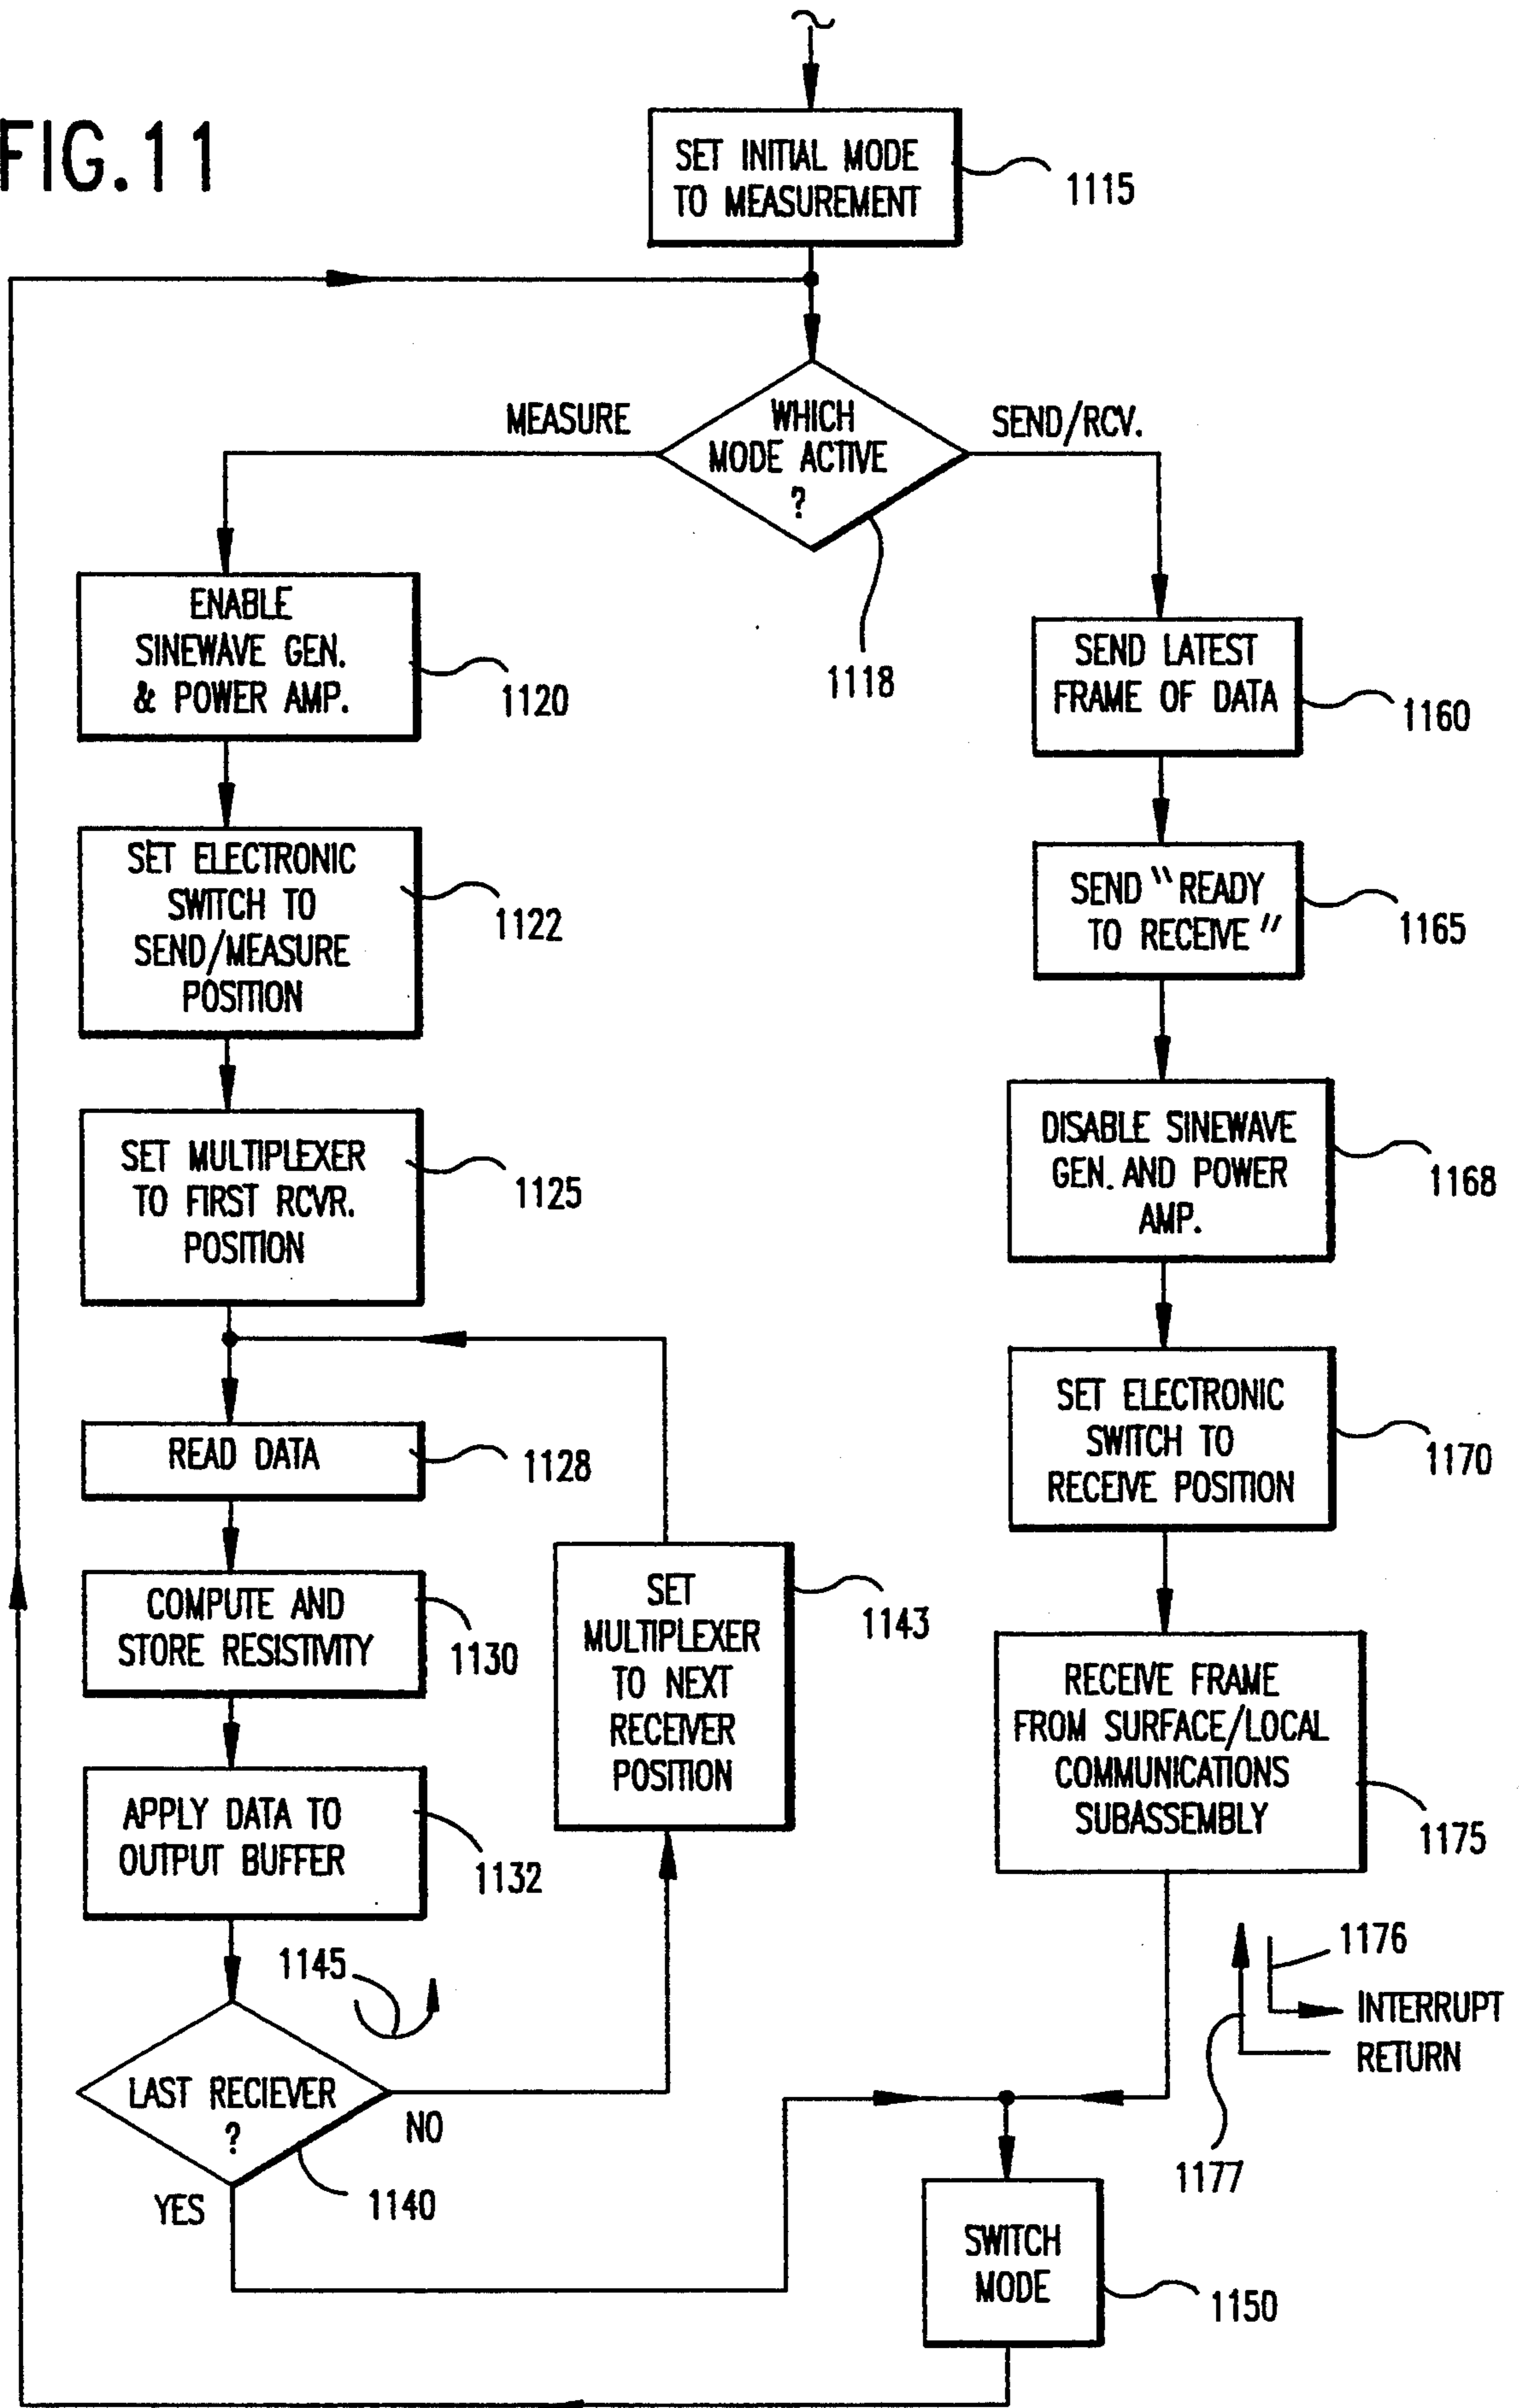 FIG.11
SET INITIAL MODE
TO MEASUREMENT
1115
MEASURE
WHICH
MODE ACTIVE
?
SEND/RCV.
1118
ENABLE
SINEWAVE GEN.
& POWER AMP.
1120
SET ELECTRONIC
SWITCH TO
SEND/MEASURE
POSITION
1122
SET MULTIPLEXER
TO FIRST RCVR.
POSITION
1125
READ DATA
1128
COMPUTE AND
STORE RESISTIVITY
1130
APPLY DATA TO
OUTPUT BUFFER
1132
1145
LAST RECIEVER
?
NO
YES
1140
SET
MULTIPLEXER
TO NEXT
RECEIVER
POSITION
1143
SEND LATEST
FRAME OF DATA
1160
SEND "READY
TO RECEIVE"
1165
DISABLE SINEWAVE
GEN. AND POWER
AMP.
1168
SET ELECTRONIC
SWITCH TO
RECEIVE POSITION
1170
RECEIVE FRAME
FROM SURFACE/LOCAL
COMMUNICATIONS
SUBASSEMBLY
1175
1176
INTERRUPT
RETURN
1177
SWITCH
MODE
1150